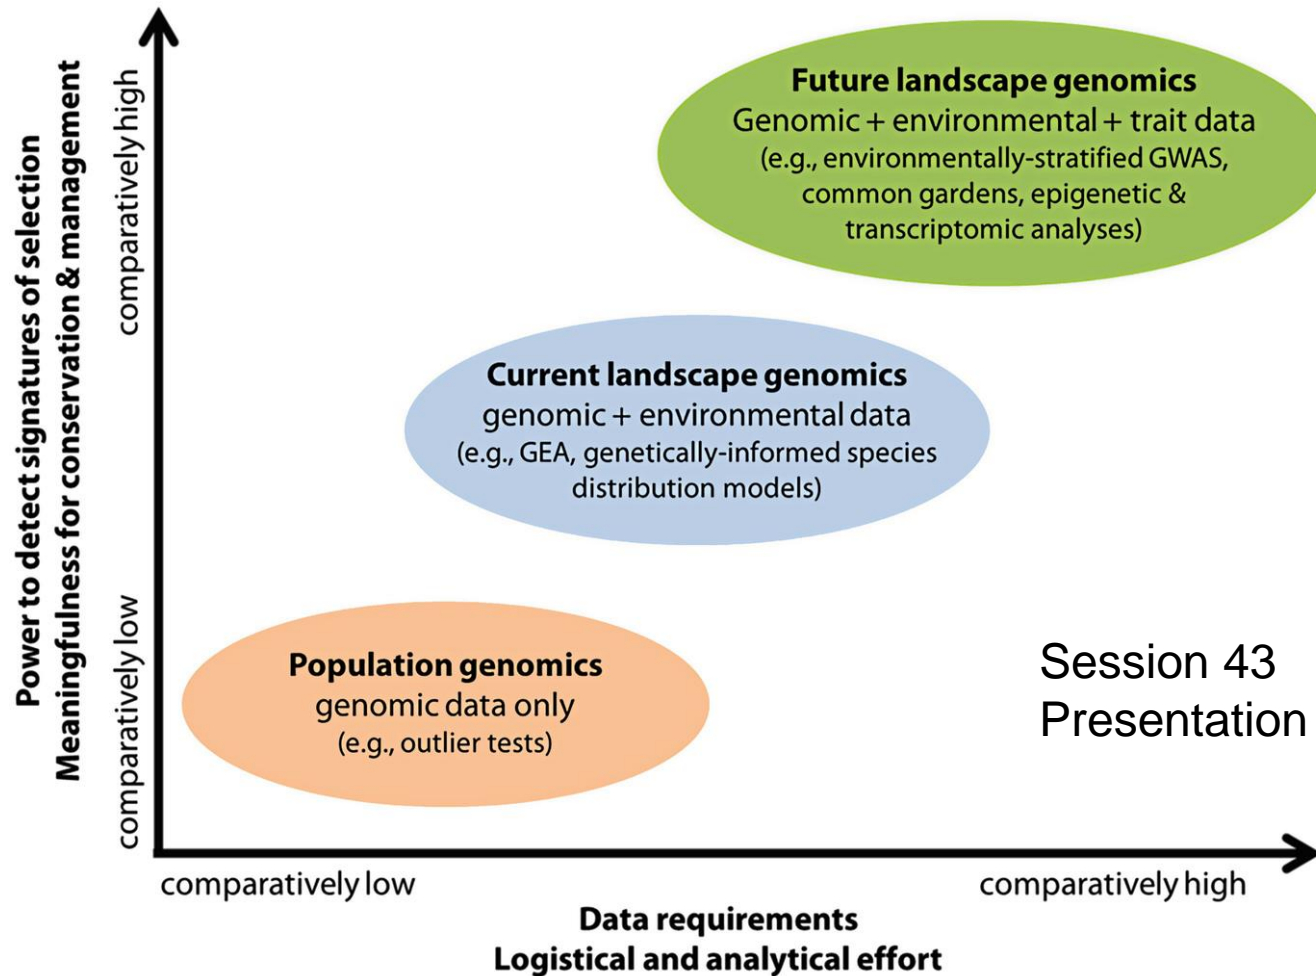 Power to detect signatures of selection
Meaningfulness for conservation & management
comparatively high
comparatively low
Future landscape genomics
Genomic + environmental + trait data
(e.g., environmentally-stratified GWAS,
common gardens, epigenetic &
transcriptomic analyses)
Current landscape genomics
genomic + environmental data
(e.g., GEA, genetically-informed species
distribution models)
Population genomics
genomic data only
(e.g., outlier tests)
Session 43
Presentation
comparatively low
comparatively high
Data requirements
Logistical and analytical effort